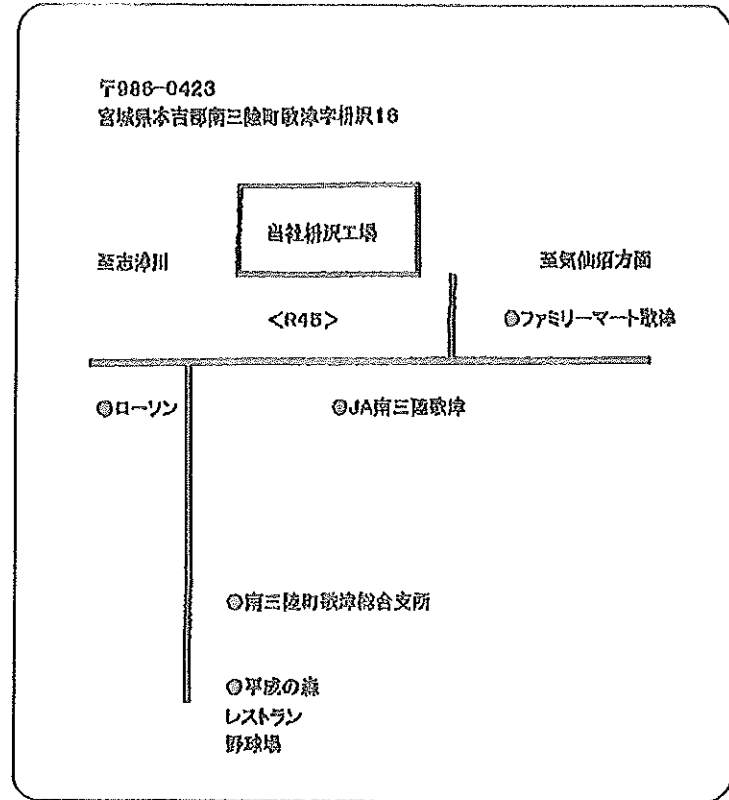 〒986-0423
宮城県本吉郡南三陸町歌津字枡沢16
当社枡沢工場
至志津川
至気仙沼方面
<R45>
◎ファミリーマート歌津
◎ローソン
◎JA南三陸歌津
◎南三陸町歌津総合支所
◎平成の森
レストラン
野球場